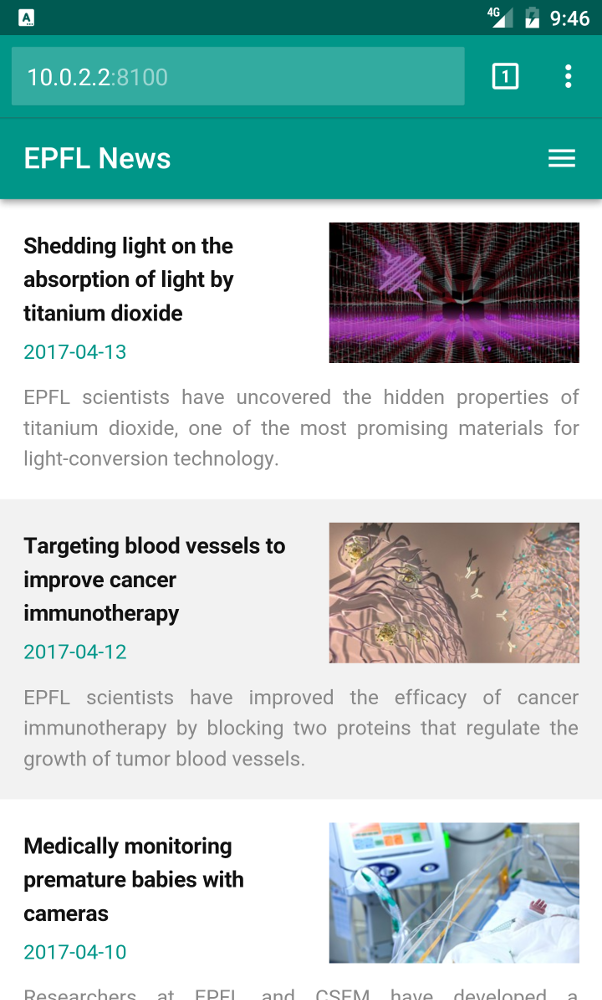 A
4G
9:46
10.0.2.2:8100
1
EPFL News
Shedding light on the
absorption of light by
titanium dioxide
2017-04-13
EPFL scientists have uncovered the hidden properties of
titanium dioxide, one of the most promising materials for
light-conversion technology.
Targeting blood vessels to
improve cancer
immunotherapy
2017-04-12
EPFL scientists have improved the efficacy of cancer
immunotherapy by blocking two proteins that regulate the
growth of tumor blood vessels.
Medically monitoring
premature babies with
cameras
2017-04-10
Researchers at EPFL and CSEM have developed a